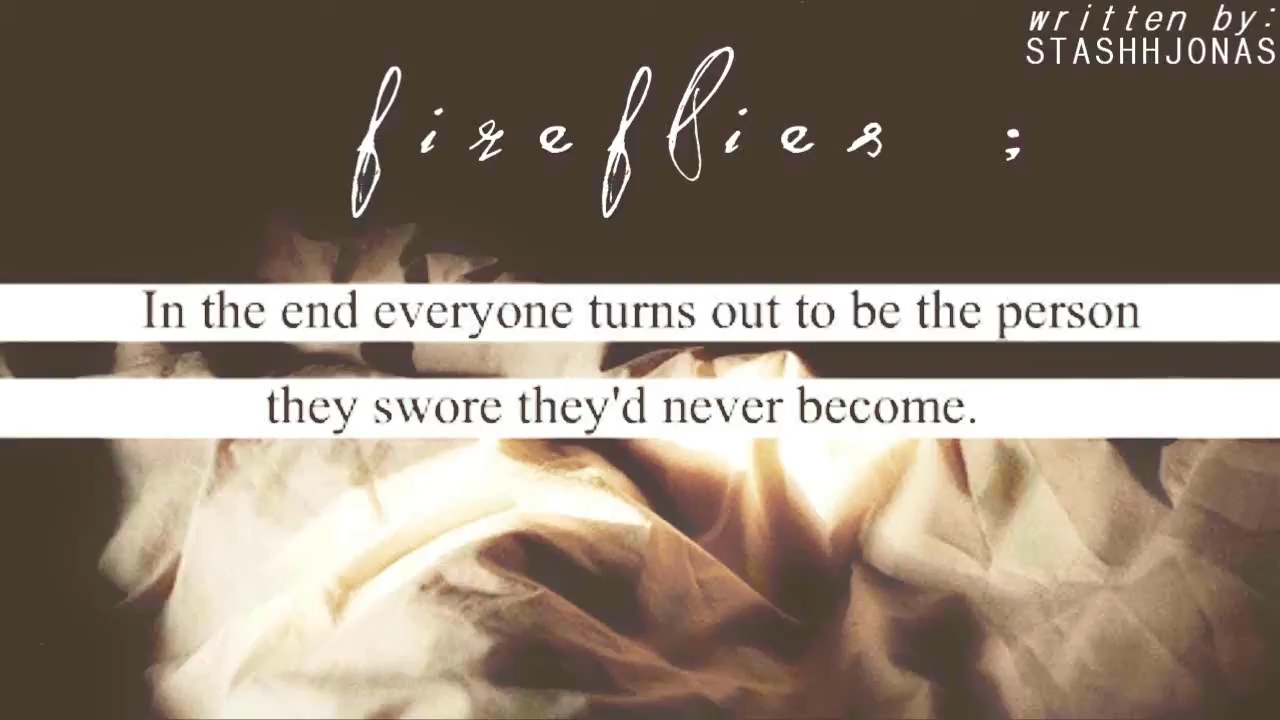 written by:
STASHHJONAS
fireflies ;
In the end everyone turns out to be the person
they swore they'd never become.